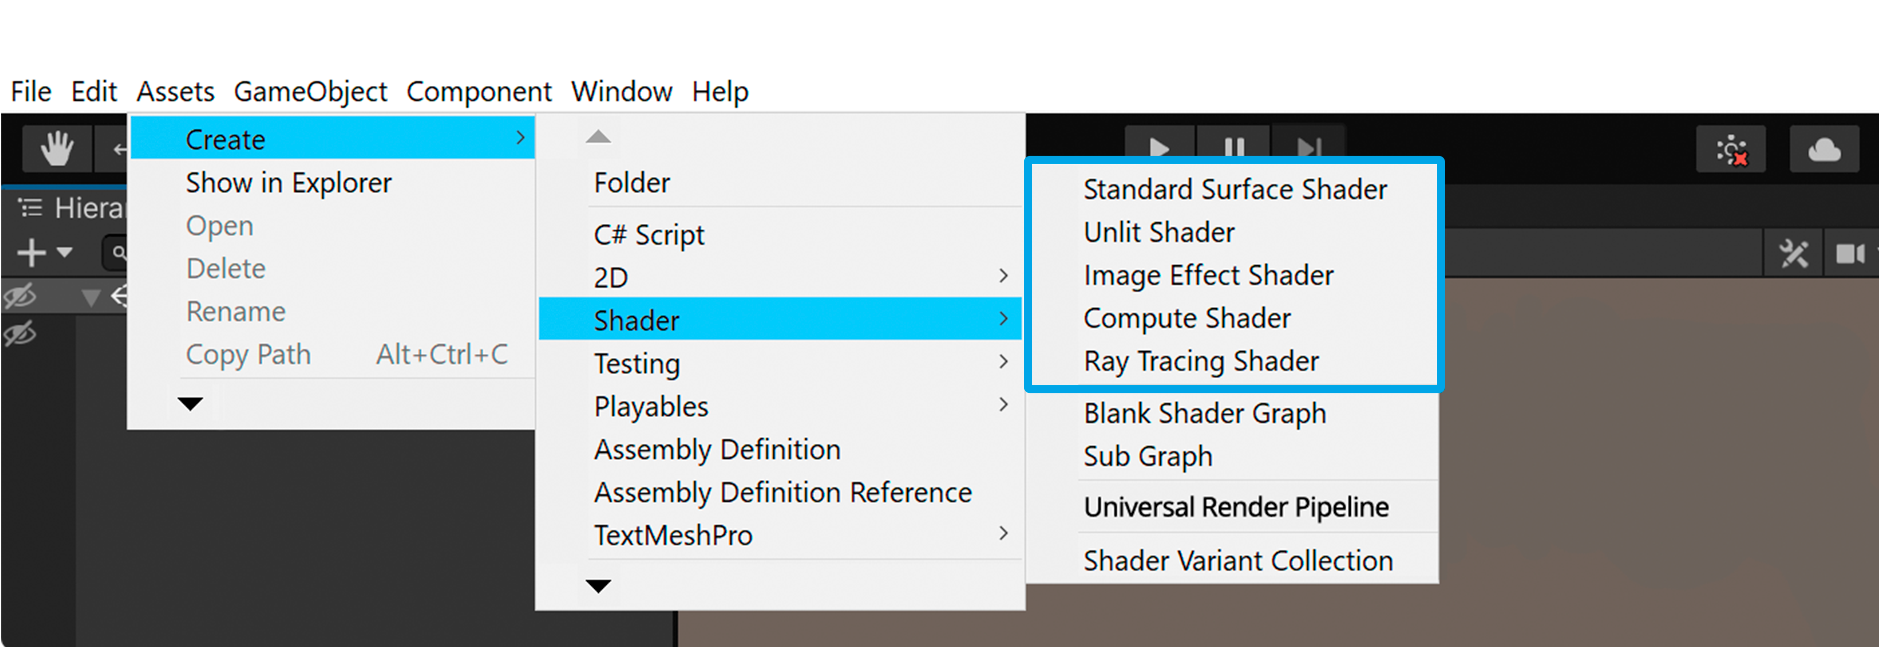 File Edit Assets GameObject Component Window Help
Create
Show in Explorer
Open
Delete
Rename
Copy Path Alt+Ctrl+C
Hierar
Folder
C# Script
2D
Shader
Testing
Playables
Assembly Definition
Assembly Definition Reference
TextMeshPro
Standard Surface Shader
Unlit Shader
Image Effect Shader
Compute Shader
Ray Tracing Shader
Blank Shader Graph
Sub Graph
Universal Render Pipeline
Shader Variant Collection